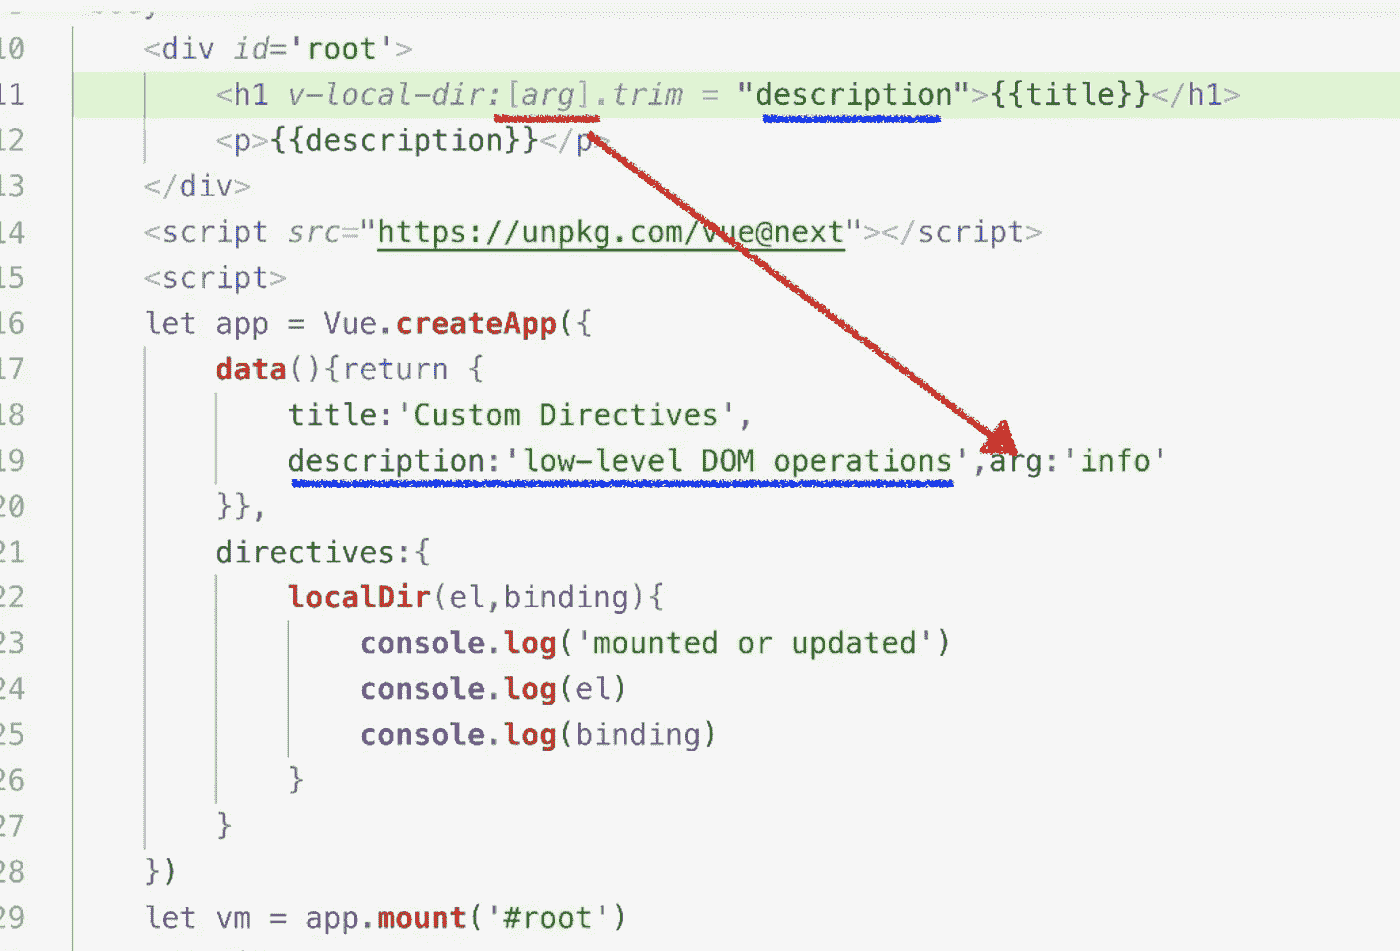 10 <div id='root'>
11 <h1 v-local-dir:[arg].trim = "description">{{title}}</h1>
12 <p>{{description}}</p>
13 </div>
14 <script src="https://unpkg.com/vue@next"></script>
15 <script>
16 let app = Vue.createApp({
17 data(){return {
18 title:'Custom Directives',
19 description:'low-level DOM operations',arg:'info'
20 }},
21 directives:{
22 localDir(el,binding){
23 console.log('mounted or updated')
24 console.log(el)
25 console.log(binding)
26 }
27 }
28 })
29 let vm = app.mount('#root')